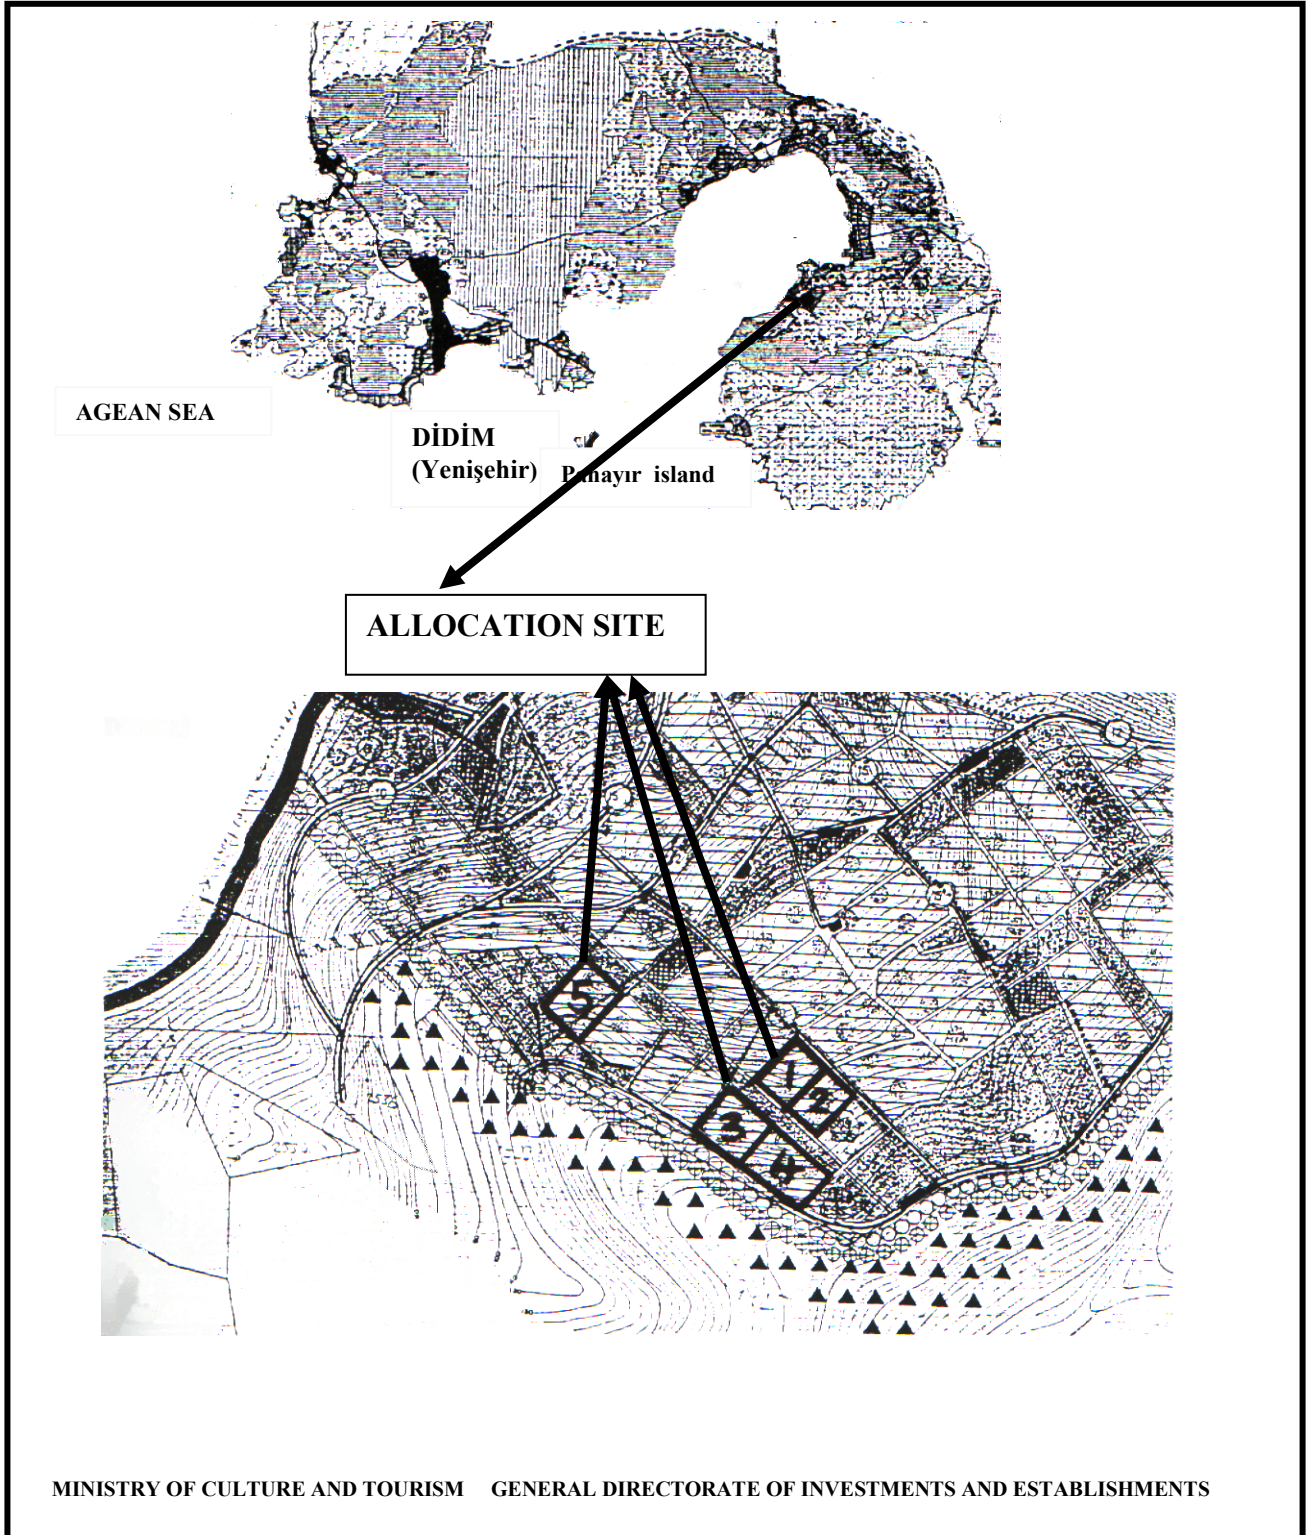 AGEAN SEA
DİDİM
(Yenişehir)
Panayır island
ALLOCATION SITE
5
1
2
3
4
MINISTRY OF CULTURE AND TOURISM GENERAL DIRECTORATE OF INVESTMENTS AND ESTABLISHMENTS